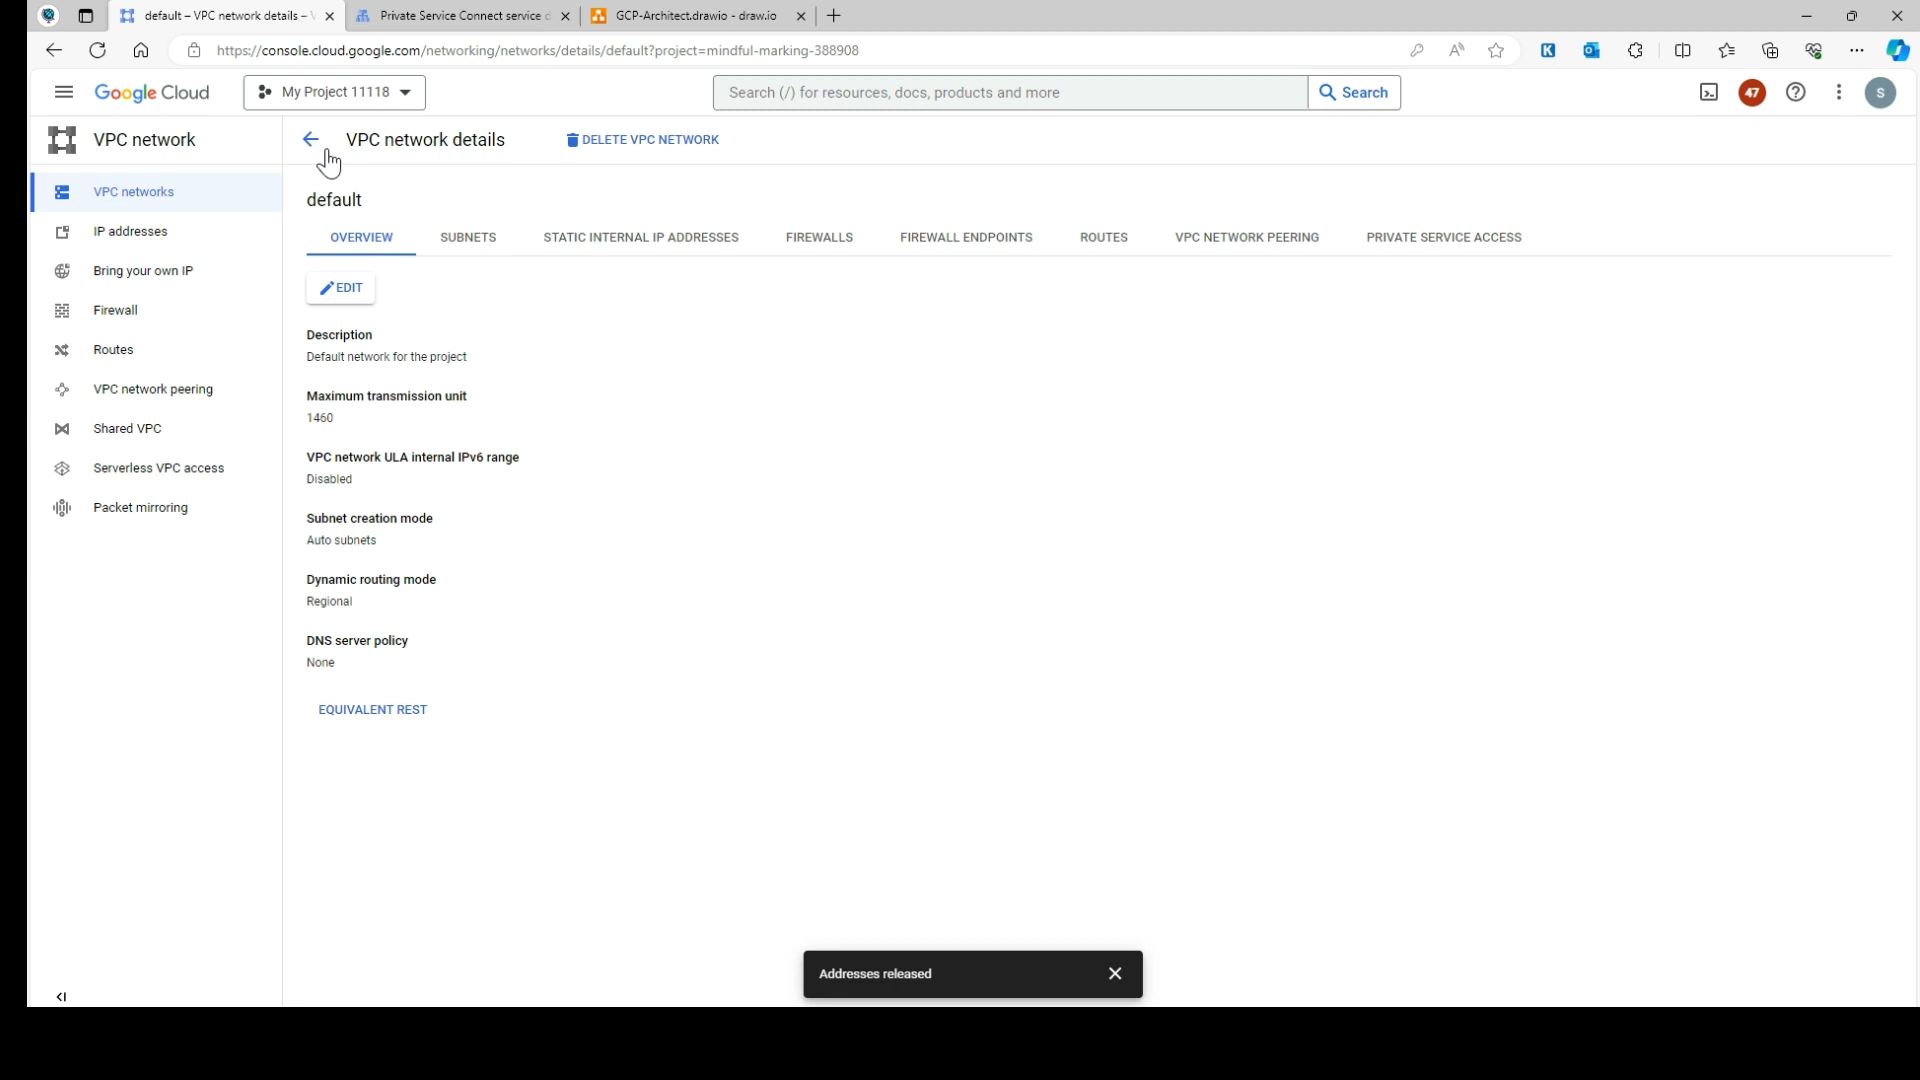 default – VPC network details –
Private Service Connect service
GCP-Architect.drawio - draw.io
https://console.cloud.google.com/networking/networks/details/default?project=mindful-marking-388908
Google Cloud
My Project 11118
Search (/) for resources, docs, products and more
Search
47
S
VPC network
VPC network details
DELETE VPC NETWORK
VPC networks
IP addresses
Bring your own IP
Firewall
Routes
VPC network peering
Shared VPC
Serverless VPC access
Packet mirroring
default
OVERVIEW
SUBNETS
STATIC INTERNAL IP ADDRESSES
FIREWALLS
FIREWALL ENDPOINTS
ROUTES
VPC NETWORK PEERING
PRIVATE SERVICE ACCESS
EDIT
Description
Default network for the project
Maximum transmission unit
1460
VPC network ULA internal IPv6 range
Disabled
Subnet creation mode
Auto subnets
Dynamic routing mode
Regional
DNS server policy
None
EQUIVALENT REST
Addresses released